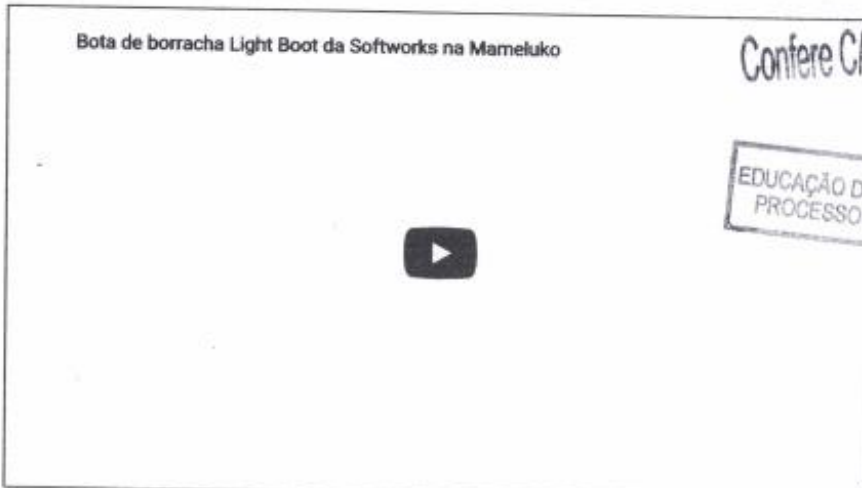 Bota de borracha Light Boot da Softworks na Mameluko
Confere
EDUCAÇÃO
PROCESSO